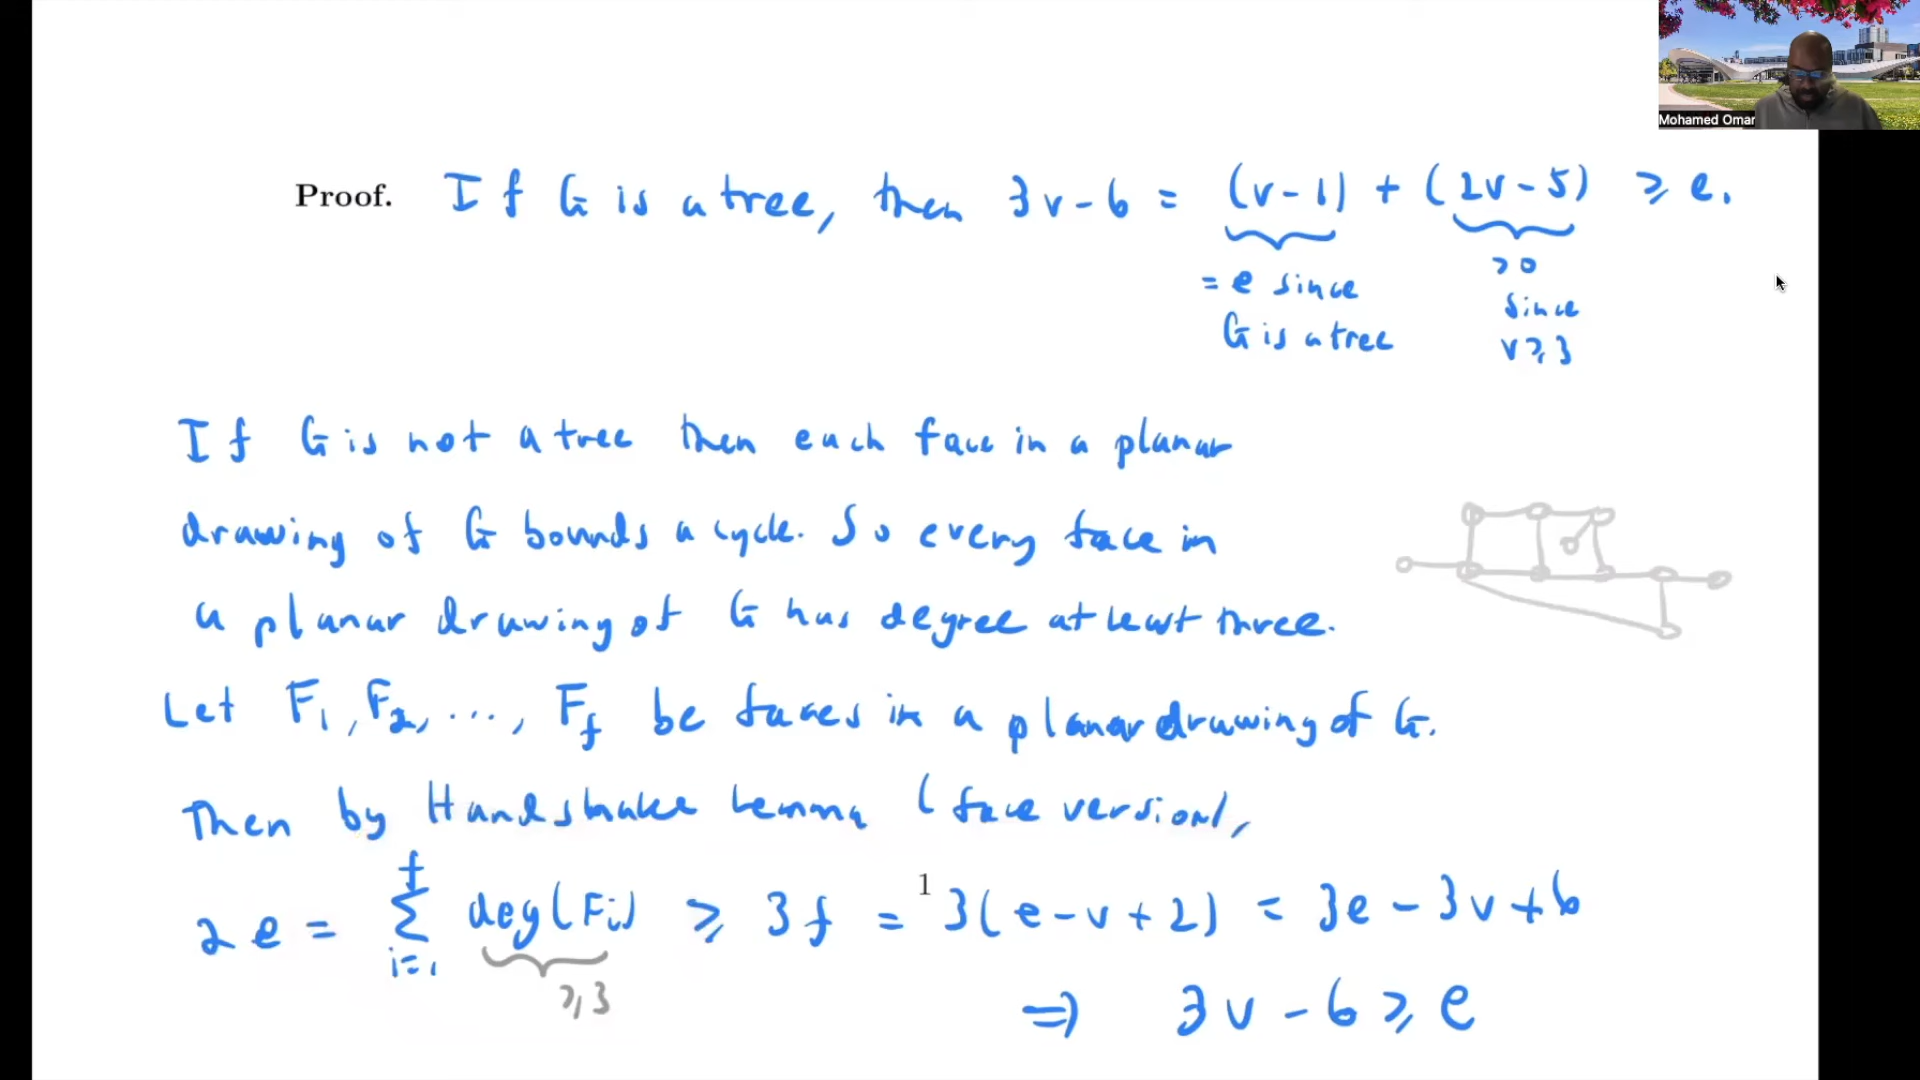 Mohamed Omar
Proof. If G is a tree, then 3v-6 = (v-1) + (2v-5) ≥ e.
= e since
G is a tree
>0
since
v≥3
If G is not a tree then each face in a planar
drawing of G bounds a cycle. So every face in
a planar drawing of G has degree at least three.
Let F₁, F₂, ..., F_f be faces in a planar drawing of G.
Then by Handshake Lemma (face version),
2e = ∑_{i=1}^{f} deg(Fᵢ) ≥ 3f = 3(e-v+2) = 3e-3v+6
≥3
1
⇒ 3v-6 ≥ e